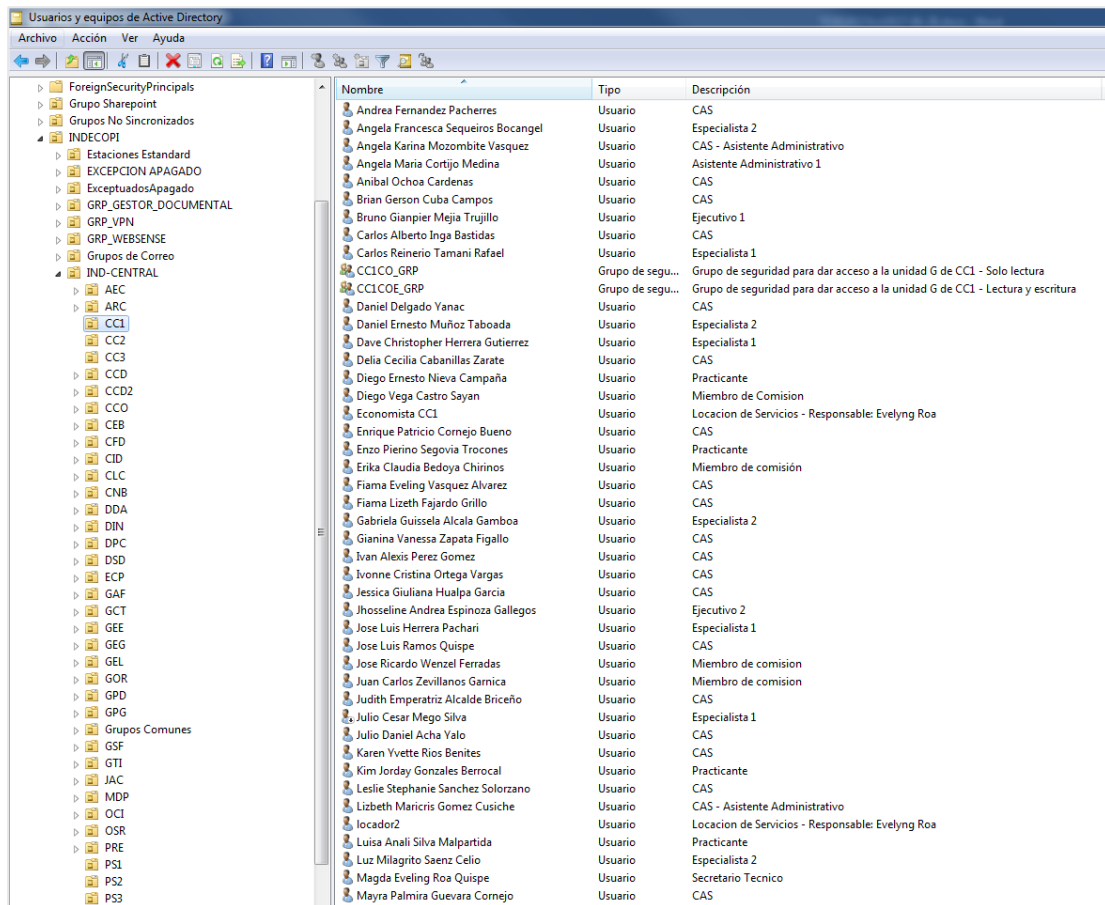 Usuarios y equipos de Active Directory
Archivo Acción Ver Ayuda
ForeignSecurityPrincipals
Grupo Sharepoint
Grupos No Sincronizados
INDECOPI
Estaciones Estandard
EXCEPCION APAGADO
ExceptuadosApagado
GRP_GESTOR_DOCUMENTAL
GRP_VPN
GRP_WEBSENSE
Grupos de Correo
IND-CENTRAL
AEC
ARC
CC1
CC2
CC3
CCD
CCD2
CCO
CEB
CFD
CID
CLC
CNB
DDA
DIN
DPC
DSD
ECP
GAF
GCT
GEE
GEG
GEL
GOR
GPD
GPG
Grupos Comunes
GSF
GTI
JAC
MDP
OCI
OSR
PRE
PS1
PS2
PS3
Nombre Tipo Descripción
Andrea Fernandez Pacherres Usuario CAS
Angela Francesca Sequeiros Bocangel Usuario Especialista 2
Angela Karina Mozombite Vasquez Usuario CAS - Asistente Administrativo
Angela Maria Cortijo Medina Usuario Asistente Administrativo 1
Anibal Ochoa Cardenas Usuario CAS
Brian Gerson Cuba Campos Usuario CAS
Bruno Gianpier Mejia Trujillo Usuario Ejecutivo 1
Carlos Alberto Inga Bastidas Usuario CAS
Carlos Reinerio Tamani Rafael Usuario Especialista 1
CC1CO_GRP Grupo de segu... Grupo de seguridad para dar acceso a la unidad G de CC1 - Solo lectura
CC1COE_GRP Grupo de segu... Grupo de seguridad para dar acceso a la unidad G de CC1 - Lectura y escritura
Daniel Delgado Yanac Usuario CAS
Daniel Ernesto Muñoz Taboada Usuario Especialista 2
Dave Christopher Herrera Gutierrez Usuario Especialista 1
Delia Cecilia Cabanillas Zarate Usuario CAS
Diego Ernesto Nieva Campaña Usuario Practicante
Diego Vega Castro Sayan Usuario Miembro de Comision
Economista CC1 Usuario Locacion de Servicios - Responsable: Evelyng Roa
Enrique Patricio Cornejo Bueno Usuario CAS
Enzo Pierino Segovia Trocones Usuario Practicante
Erika Claudia Bedoya Chirinos Usuario Miembro de comisión
Fiama Eveling Vasquez Alvarez Usuario CAS
Fiama Lizeth Fajardo Grillo Usuario CAS
Gabriela Guissela Alcala Gamboa Usuario Especialista 2
Gianina Vanessa Zapata Figallo Usuario CAS
Ivan Alexis Perez Gomez Usuario CAS
Ivonne Cristina Ortega Vargas Usuario CAS
Jessica Giuliana Hualpa Garcia Usuario CAS
Jhosseline Andrea Espinoza Gallegos Usuario Ejecutivo 2
Jose Luis Herrera Pachari Usuario Especialista 1
Jose Luis Ramos Quispe Usuario CAS
Jose Ricardo Wenzel Ferradas Usuario Miembro de comision
Juan Carlos Zevillanos Garnica Usuario Miembro de comision
Judith Emperatriz Alcalde Briceño Usuario CAS
Julio Cesar Mego Silva Usuario Especialista 1
Julio Daniel Acha Yalo Usuario CAS
Karen Yvette Rios Benites Usuario CAS
Kim Jorday Gonzales Berrocal Usuario Practicante
Leslie Stephanie Sanchez Solorzano Usuario CAS
Lizbeth Maricris Gomez Cusiche Usuario CAS - Asistente Administrativo
locador2 Usuario Locacion de Servicios - Responsable: Evelyng Roa
Luisa Anali Silva Malpartida Usuario Practicante
Luz Milagrito Saenz Celio Usuario Especialista 2
Magda Eveling Roa Quispe Usuario Secretario Tecnico
Mayra Palmira Guevara Cornejo Usuario CAS